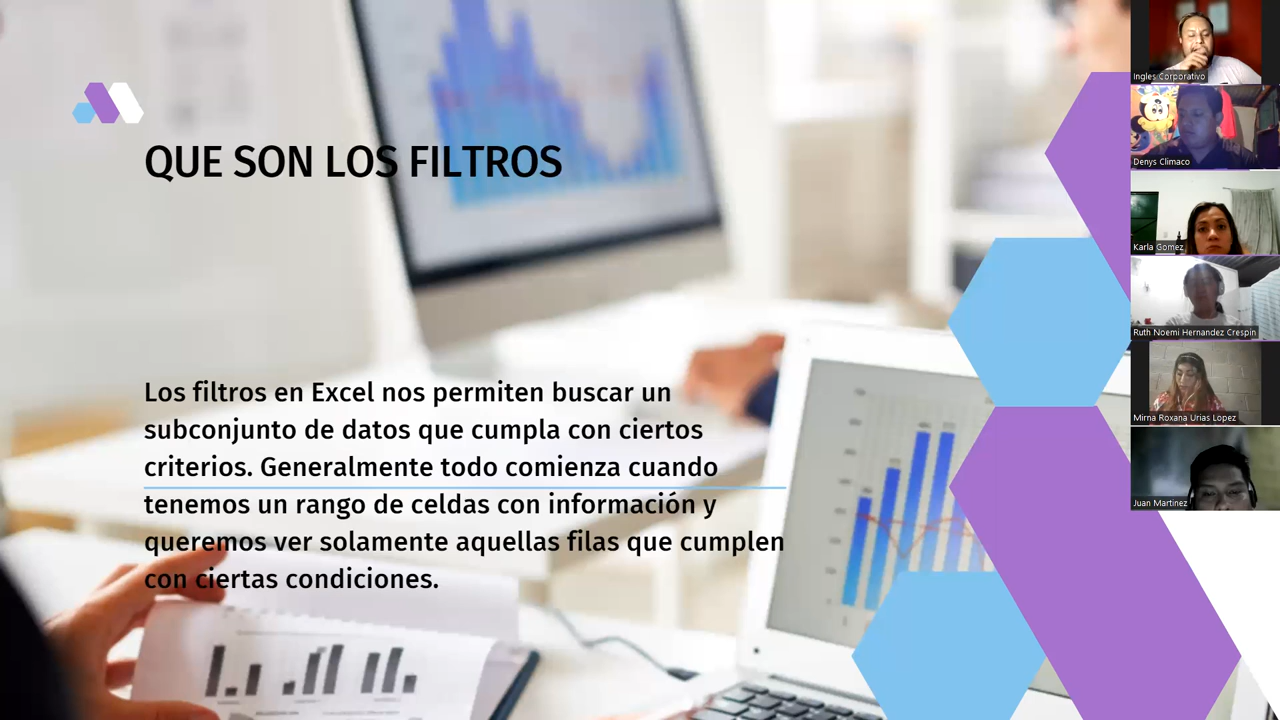 QUE SON LOS FILTROS
Los filtros en Excel nos permiten buscar un
subconjunto de datos que cumpla con ciertos
criterios. Generalmente todo comienza cuando
tenemos un rango de celdas con información y
queremos ver solamente aquellas filas que cumplen
con ciertas condiciones.
Ingles Corporativo
Denys Climaco
Karla Gomez
Ruth Noemi Hernandez Crespin
Mirna Roxana Urias Lopez
Juan Martinez